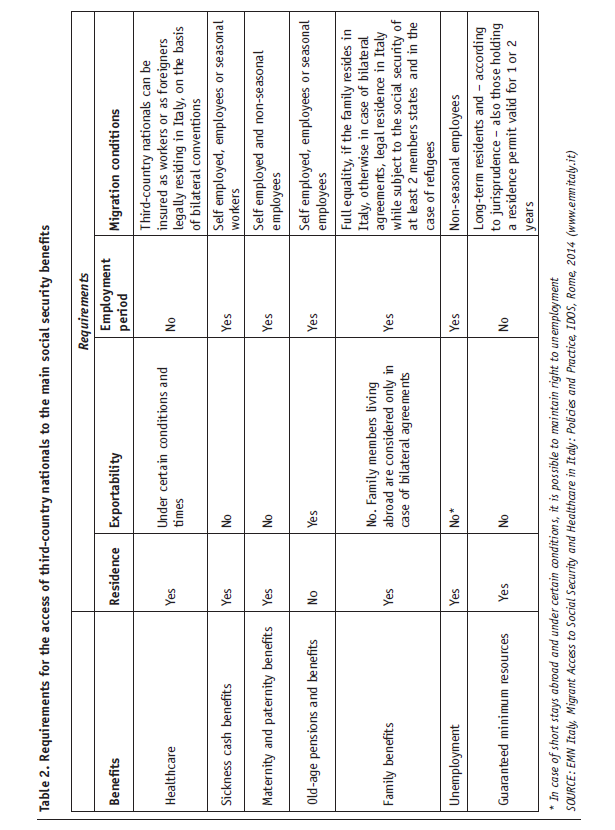 Table 2. Requirements for the access of third-country nationals to the main social security benefits
Requirements
Benefits
Residence
Exportability
Employment
period
Migration conditions
Healthcare
Yes
Under certain conditions and
times
No
Third-country nationals can be
insured as workers or as foreigners
legally residing in Italy, on the basis
of bilateral conventions
Sickness cash benefits
Yes
No
Yes
Self employed, employees or seasonal
workers
Maternity and paternity benefits
Yes
No
Yes
Self employed and non-seasonal
employees
Old-age pensions and benefits
No
Yes
Yes
Self employed, employees or seasonal
employees
Family benefits
Yes
No. Family members living
abroad are considered only in
case of bilateral agreements
Yes
Full equality, if the family resides in
Italy, otherwise in case of bilateral
agreements, legal residence in Italy
while subject to the social security of
at least 2 members states and in the
case of refugees
Unemployment
Yes
No*
Yes
Non-seasonal employees
Guaranteed minimum resources
Yes
No
No
Long-term residents and – according
to jurisprudence – also those holding
a residence permit valid for 1 or 2
years
* In case of short stays abroad and under certain conditions, it is possible to maintain right to unemployment
SOURCE: EMN Italy, Migrant Access to Social Security and Healthcare in Italy: Policies and Practice, IDOS, Rome, 2014 (www.emnitaly.it)